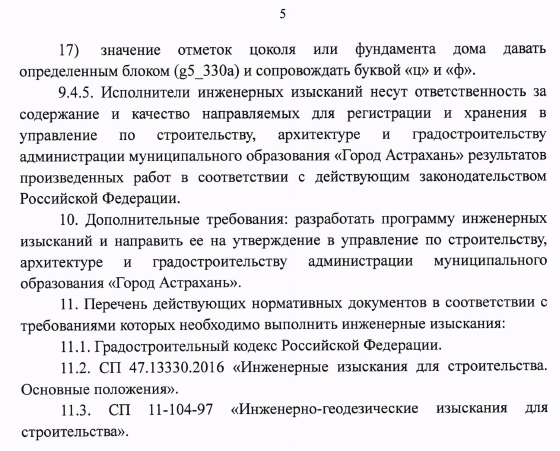 5
17) значение отметок цоколя или фундамента дома давать
определенным блоком (g5_330a) и сопровождать буквой «ц» и «ф».
9.4.5. Исполнители инженерных изысканий несут ответственность за
содержание и качество направляемых для регистрации и хранения в
управление по строительству, архитектуре и градостроительству
администрации муниципального образования «Город Астрахань» результатов
произведенных работ в соответствии с действующим законодательством
Российской Федерации.
10. Дополнительные требования: разработать программу инженерных
изысканий и направить ее на утверждение в управление по строительству,
архитектуре и градостроительству администрации муниципального
образования «Город Астрахань».
11. Перечень действующих нормативных документов в соответствии с
требованиями которых необходимо выполнить инженерные изыскания:
11.1. Градостроительный кодекс Российской Федерации.
11.2. СП 47.13330.2016 «Инженерные изыскания для строительства.
Основные положения».
11.3. СП 11-104-97 «Инженерно-геодезические изыскания для
строительства».